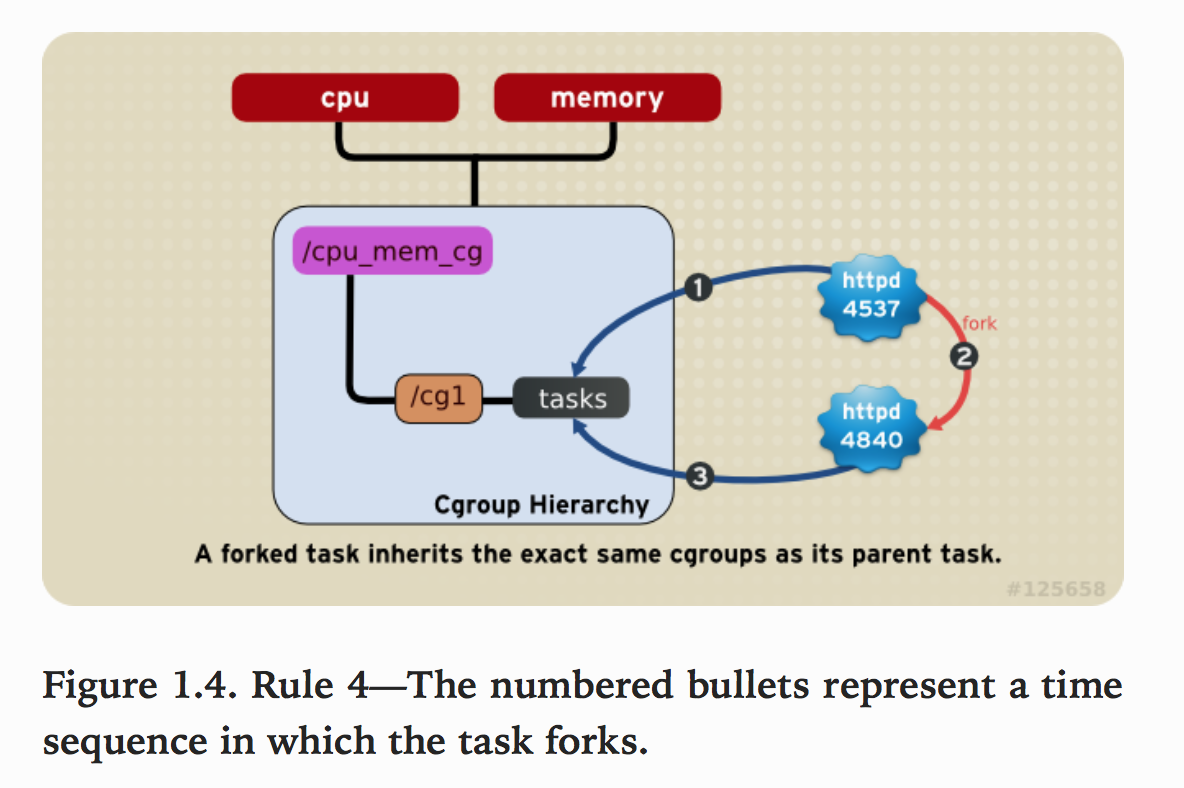 cpu
memory
/cpu_mem_cg
1
httpd
4537
fork
2
/cg1
tasks
httpd
4840
3
Cgroup Hierarchy
A forked task inherits the exact same cgroups as its parent task.
#125658
Figure 1.4. Rule 4—The numbered bullets represent a time
sequence in which the task forks.